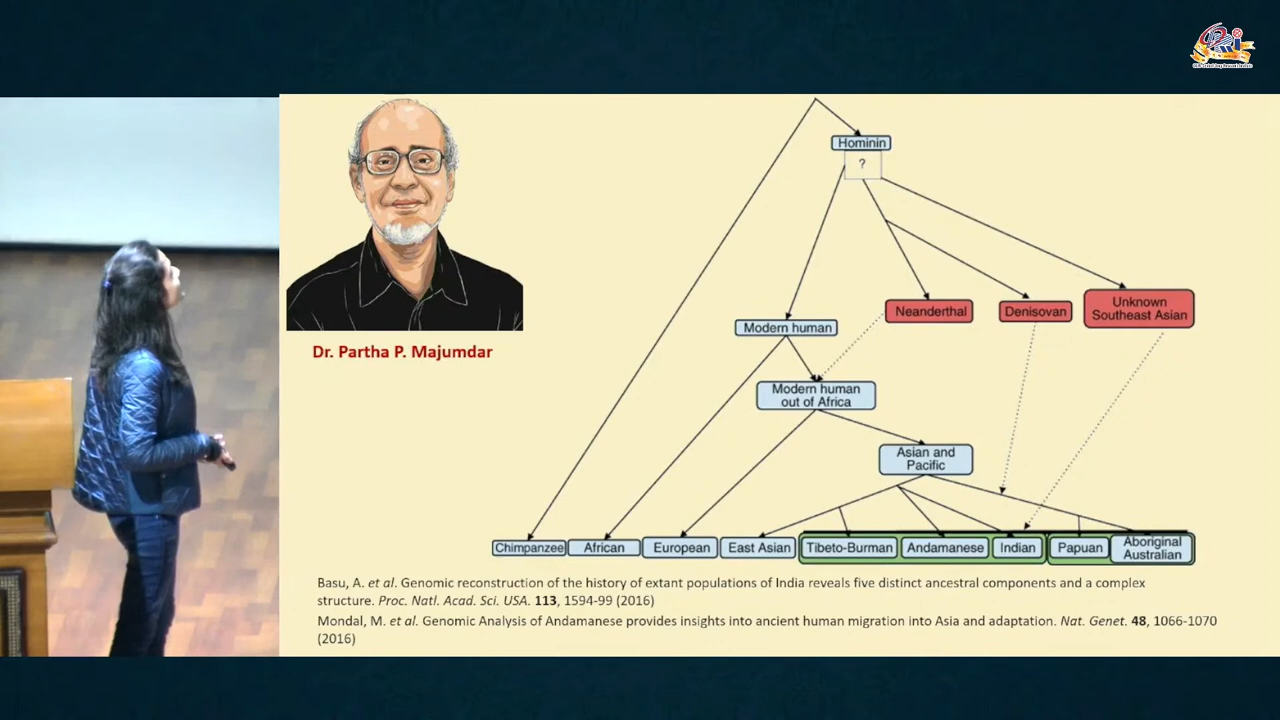 Hominin
?
Neanderthal
Denisovan
Unknown
Southeast Asian
Modern human
Modern human
out of Africa
Asian and
Pacific
Chimpanzee
African
European
East Asian
Tibeto-Burman
Andamanese
Indian
Papuan
Aboriginal
Australian
Dr. Partha P. Majumdar
Basu, A. et al. Genomic reconstruction of the history of extant populations of India reveals five distinct ancestral components and a complex
structure. Proc. Natl. Acad. Sci. USA. 113, 1594-99 (2016)
Mondal, M. et al. Genomic Analysis of Andamanese provides insights into ancient human migration into Asia and adaptation. Nat. Genet. 48, 1066-1070
(2016)